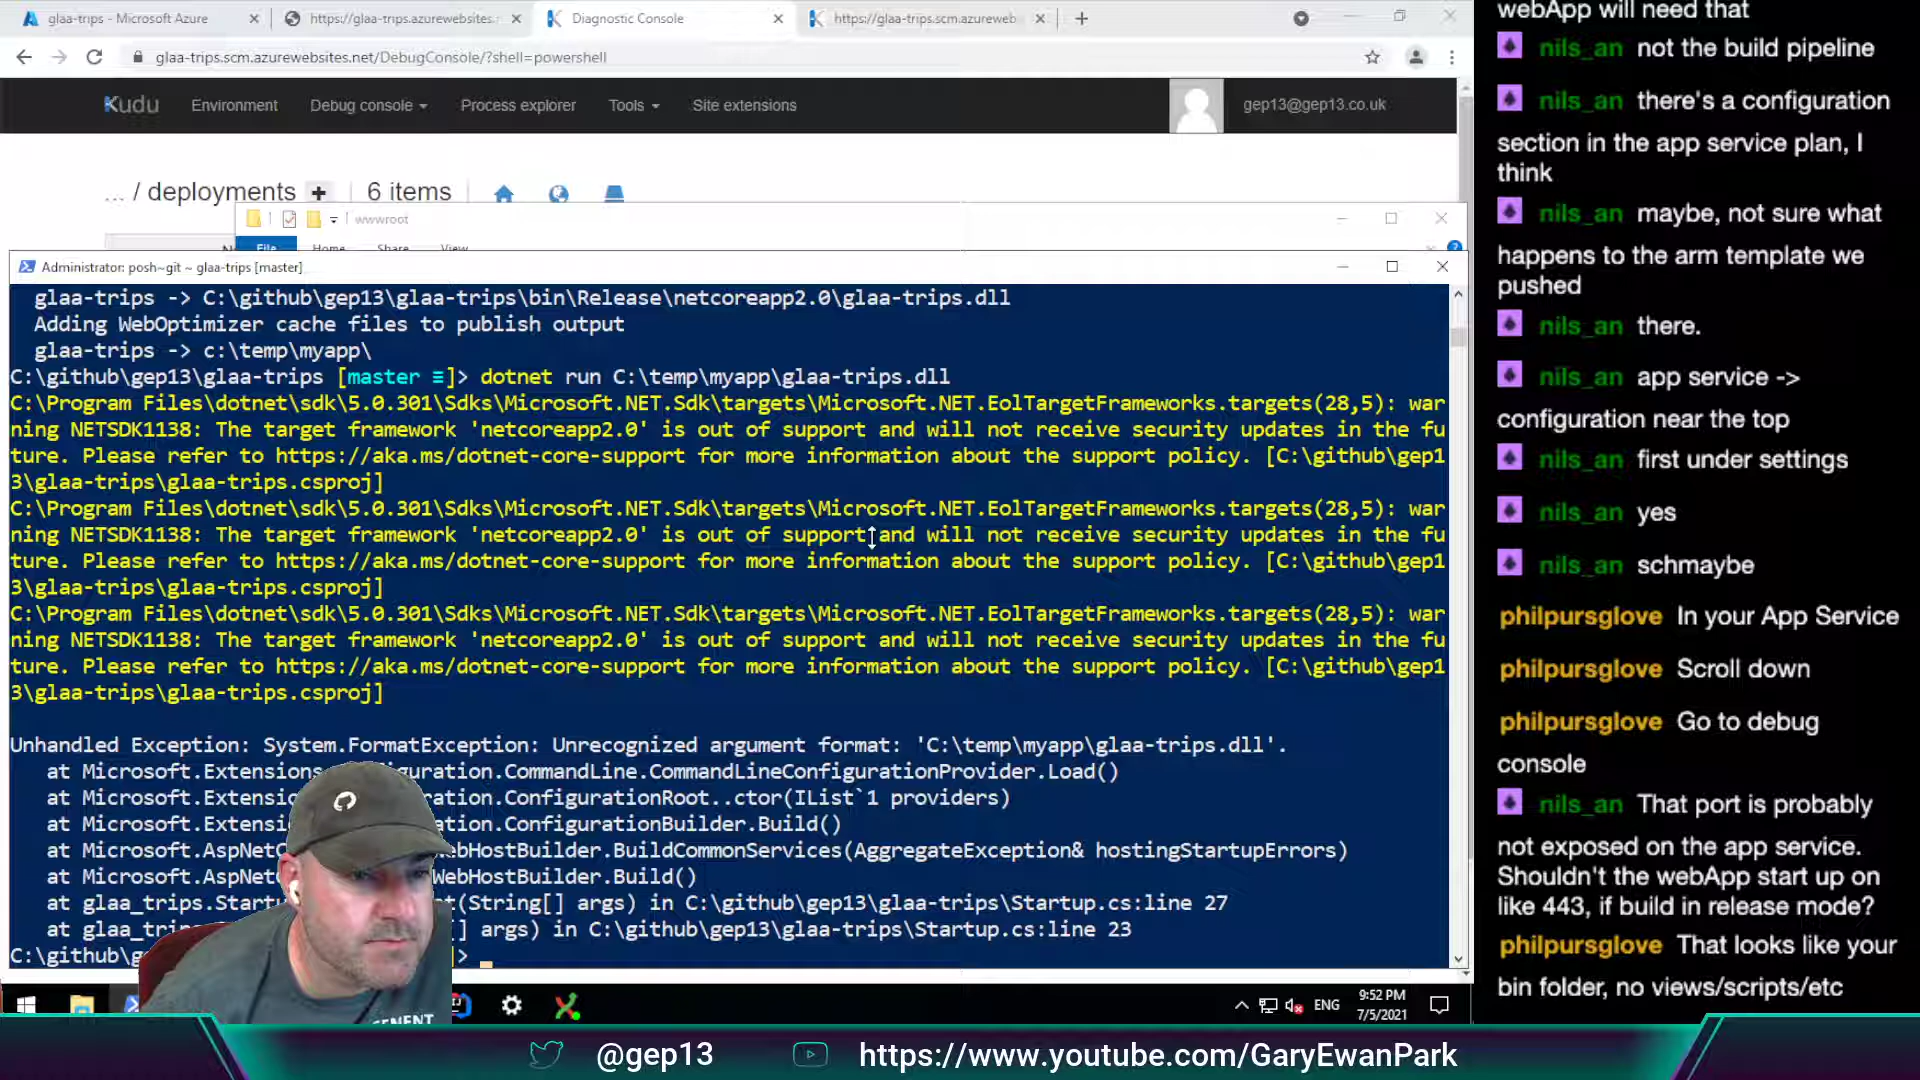 glaa-trips - Microsoft Azure
https://glaa-trips.azurewebsites.
Diagnostic Console
https://glaa-trips.scm.azureweb
glaa-trips.scm.azurewebsites.net/DebugConsole/?shell=powershell
Kudu
Environment
Debug console
Process explorer
Tools
Site extensions
gep13@gep13.co.uk
... / deployments
6 items
wwwroot
File
Home
Share
View
Administrator: posh~git ~ glaa-trips [master]
glaa-trips -> C:\github\gep13\glaa-trips\bin\Release\netcoreapp2.0\glaa-trips.dll
Adding WebOptimizer cache files to publish output
glaa-trips -> c:\temp\myapp\
C:\github\gep13\glaa-trips [master ≡]> dotnet run C:\temp\myapp\glaa-trips.dll
C:\Program Files\dotnet\sdk\5.0.301\Sdks\Microsoft.NET.Sdk\targets\Microsoft.NET.EolTargetFrameworks.targets(28,5): war
ning NETSDK1138: The target framework 'netcoreapp2.0' is out of support and will not receive security updates in the fu
ture. Please refer to https://aka.ms/dotnet-core-support for more information about the support policy. [C:\github\gep1
3\glaa-trips\glaa-trips.csproj]
C:\Program Files\dotnet\sdk\5.0.301\Sdks\Microsoft.NET.Sdk\targets\Microsoft.NET.EolTargetFrameworks.targets(28,5): war
ning NETSDK1138: The target framework 'netcoreapp2.0' is out of support and will not receive security updates in the fu
ture. Please refer to https://aka.ms/dotnet-core-support for more information about the support policy. [C:\github\gep1
3\glaa-trips\glaa-trips.csproj]
C:\Program Files\dotnet\sdk\5.0.301\Sdks\Microsoft.NET.Sdk\targets\Microsoft.NET.EolTargetFrameworks.targets(28,5): war
ning NETSDK1138: The target framework 'netcoreapp2.0' is out of support and will not receive security updates in the fu
ture. Please refer to https://aka.ms/dotnet-core-support for more information about the support policy. [C:\github\gep1
3\glaa-trips\glaa-trips.csproj]
Unhandled Exception: System.FormatException: Unrecognized argument format: 'C:\temp\myapp\glaa-trips.dll'.
at Microsoft.Extensions guration.CommandLine.CommandLineConfigurationProvider.Load()
at Microsoft.Extensi ation.ConfigurationRoot..ctor(IList`1 providers)
at Microsoft.Extensi ation.ConfigurationBuilder.Build()
at Microsoft.AspNetC WebHostBuilder.BuildCommonServices(AggregateException& hostingStartupErrors)
at Microsoft.AspNet WebHostBuilder.Build()
at glaa_trips.Startu t(String[] args) in C:\github\gep13\glaa-trips\Startup.cs:line 27
at glaa_trip ] args) in C:\github\gep13\glaa-trips\Startup.cs:line 23
C:\github\g ]>
ENG
9:52 PM
7/5/2021
webApp will need that
nils_an not the build pipeline
nils_an there's a configuration
section in the app service plan, I
think
nils_an maybe, not sure what
happens to the arm template we
pushed
nils_an there.
nils_an app service ->
configuration near the top
nils_an first under settings
nils_an yes
nils_an schmaybe
philpursglove In your App Service
philpursglove Scroll down
philpursglove Go to debug
console
nils_an That port is probably
not exposed on the app service.
Shouldn't the webApp start up on
like 443, if build in release mode?
philpursglove That looks like your
bin folder, no views/scripts/etc
@gep13
https://www.youtube.com/GaryEwanPark